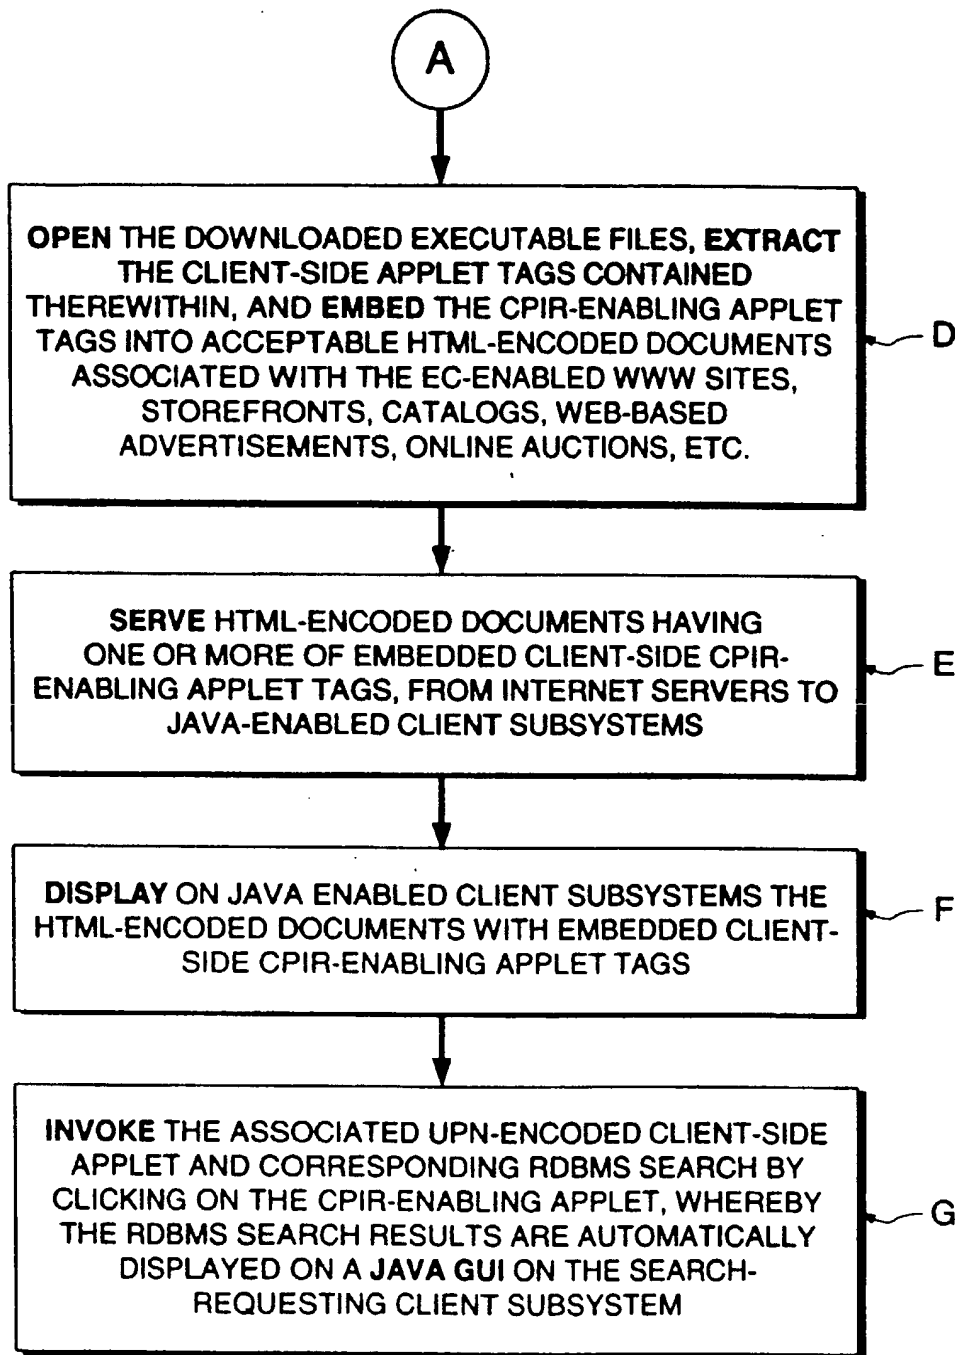 A
OPEN THE DOWNLOADED EXECUTABLE FILES, EXTRACT
THE CLIENT-SIDE APPLET TAGS CONTAINED
THEREWITHIN, AND EMBED THE CPIR-ENABLING APPLET
TAGS INTO ACCEPTABLE HTML-ENCODED DOCUMENTS
ASSOCIATED WITH THE EC-ENABLED WWW SITES,
STOREFRONTS, CATALOGS, WEB-BASED
ADVERTISEMENTS, ONLINE AUCTIONS, ETC.
D
SERVE HTML-ENCODED DOCUMENTS HAVING
ONE OR MORE OF EMBEDDED CLIENT-SIDE CPIR-
ENABLING APPLET TAGS, FROM INTERNET SERVERS TO
JAVA-ENABLED CLIENT SUBSYSTEMS
E
DISPLAY ON JAVA ENABLED CLIENT SUBSYSTEMS THE
HTML-ENCODED DOCUMENTS WITH EMBEDDED CLIENT-
SIDE CPIR-ENABLING APPLET TAGS
F
INVOKE THE ASSOCIATED UPN-ENCODED CLIENT-SIDE
APPLET AND CORRESPONDING RDBMS SEARCH BY
CLICKING ON THE CPIR-ENABLING APPLET, WHEREBY
THE RDBMS SEARCH RESULTS ARE AUTOMATICALLY
DISPLAYED ON A JAVA GUI ON THE SEARCH-
REQUESTING CLIENT SUBSYSTEM
G